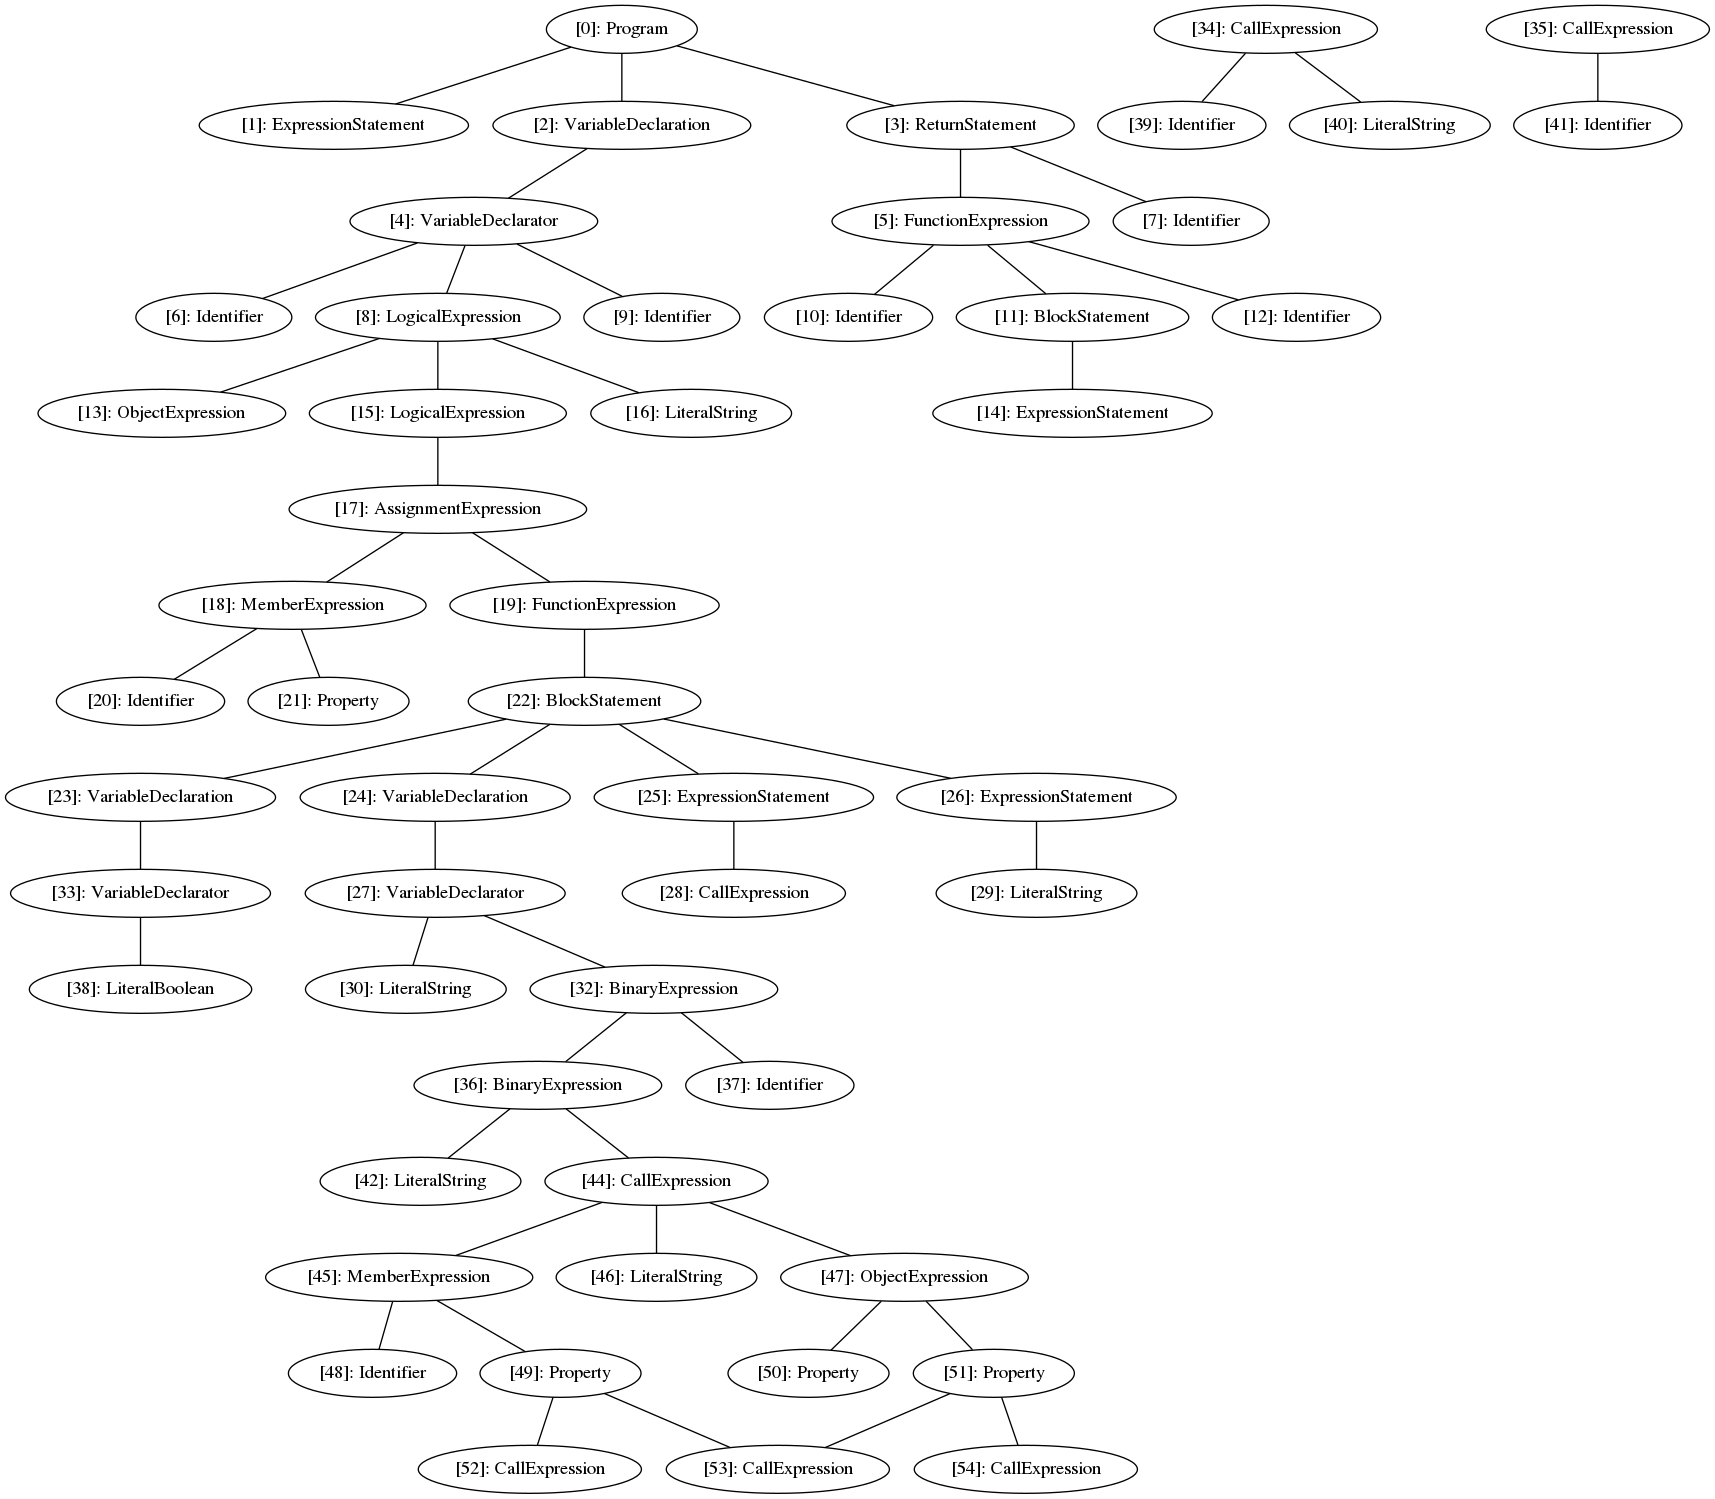 [0]: Program
[34]: CallExpression
[35]: CallExpression
[1]: ExpressionStatement
[2]: VariableDeclaration
[3]: ReturnStatement
[39]: Identifier
[40]: LiteralString
[41]: Identifier
[4]: VariableDeclarator
[5]: FunctionExpression
[7]: Identifier
[6]: Identifier
[8]: LogicalExpression
[9]: Identifier
[10]: Identifier
[11]: BlockStatement
[12]: Identifier
[13]: ObjectExpression
[15]: LogicalExpression
[16]: LiteralString
[14]: ExpressionStatement
[17]: AssignmentExpression
[18]: MemberExpression
[19]: FunctionExpression
[20]: Identifier
[21]: Property
[22]: BlockStatement
[23]: VariableDeclaration
[24]: VariableDeclaration
[25]: ExpressionStatement
[26]: ExpressionStatement
[33]: VariableDeclarator
[27]: VariableDeclarator
[28]: CallExpression
[29]: LiteralString
[38]: LiteralBoolean
[30]: LiteralString
[32]: BinaryExpression
[36]: BinaryExpression
[37]: Identifier
[42]: LiteralString
[44]: CallExpression
[45]: MemberExpression
[46]: LiteralString
[47]: ObjectExpression
[48]: Identifier
[49]: Property
[50]: Property
[51]: Property
[52]: CallExpression
[53]: CallExpression
[54]: CallExpression